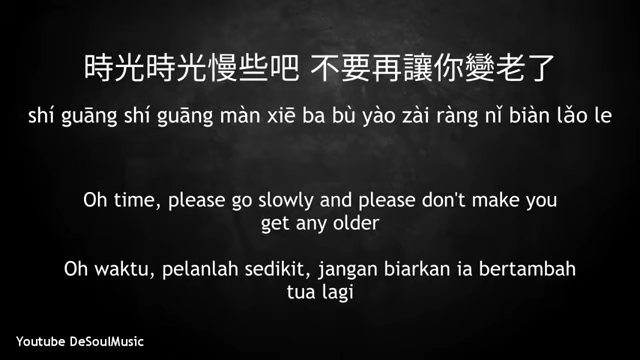 時光時光慢些吧 不要再讓你變老了
shí guāng shí guāng màn xiē ba bù yào zài ràng nǐ biàn lǎo le
Oh time, please go slowly and please don't make you
get any older
Oh waktu, pelanlah sedikit, jangan biarkan ia bertambah
tua lagi
Youtube DeSoulMusic